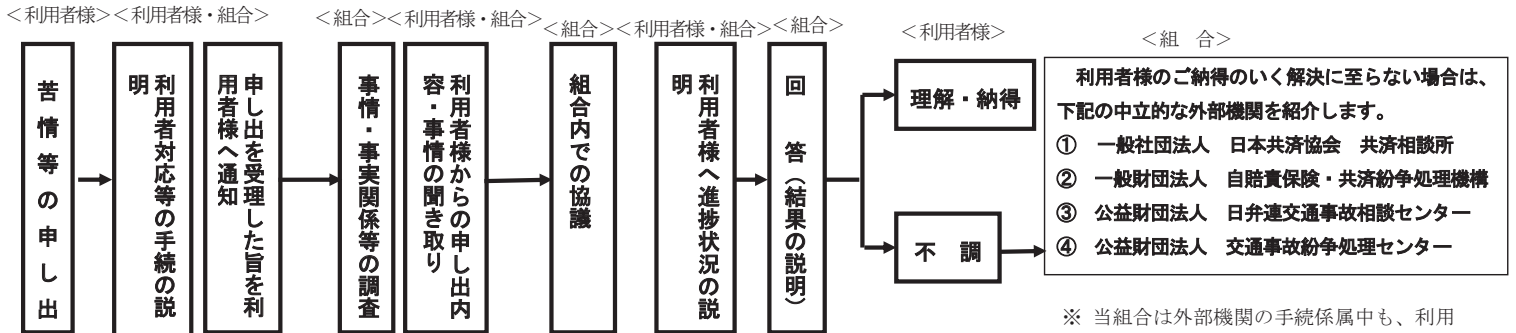 ＜利用者様＞
＜利用者様・組合＞
＜組合＞
＜利用者様・組合＞
＜組合＞
＜利用者様・組合＞
＜組合＞
＜利用者様＞
＜組　合＞
苦情等の申し出
利用者対応等の手続の説
明
申し出を受理した旨を利
用者様へ通知
事情・事実関係等の調査
利用者様からの申し出内
容・事情の聞き取り
組合内での協議
利用者様へ進捗状況の説
明
回　答（結果の説明）
理解・納得
不　調
利用者様のご納得のいく解決に至らない場合は、
下記の中立的な外部機関を紹介します。
①　一般社団法人　日本共済協会　共済相談所
②　一般財団法人　自賠責保険・共済紛争処理機構
③　公益財団法人　日弁連交通事故相談センター
④　公益財団法人　交通事故紛争処理センター
※ 当組合は外部機関の手続係属中も、利用